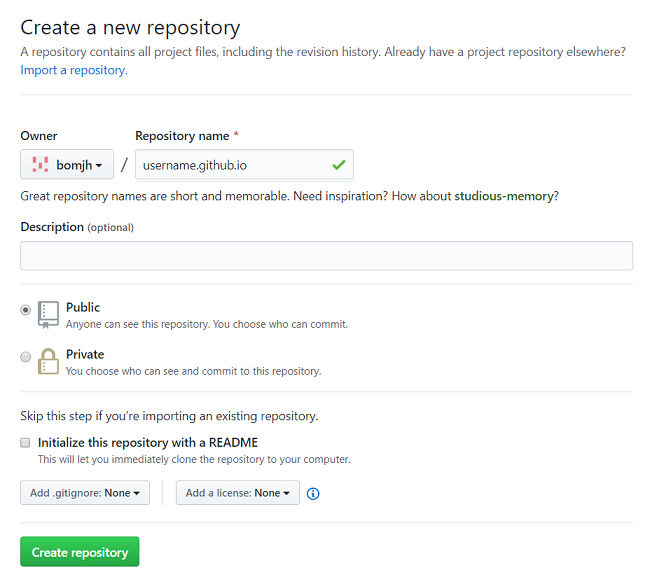 Create a new repository
A repository contains all project files, including the revision history. Already have a project repository elsewhere?
Import a repository.
Owner Repository name *
bomjh / username.github.io
Great repository names are short and memorable. Need inspiration? How about studious-memory?
Description (optional)
Public
Anyone can see this repository. You choose who can commit.
Private
You choose who can see and commit to this repository.
Skip this step if you're importing an existing repository.
Initialize this repository with a README
This will let you immediately clone the repository to your computer.
Add .gitignore: None Add a license: None
Create repository